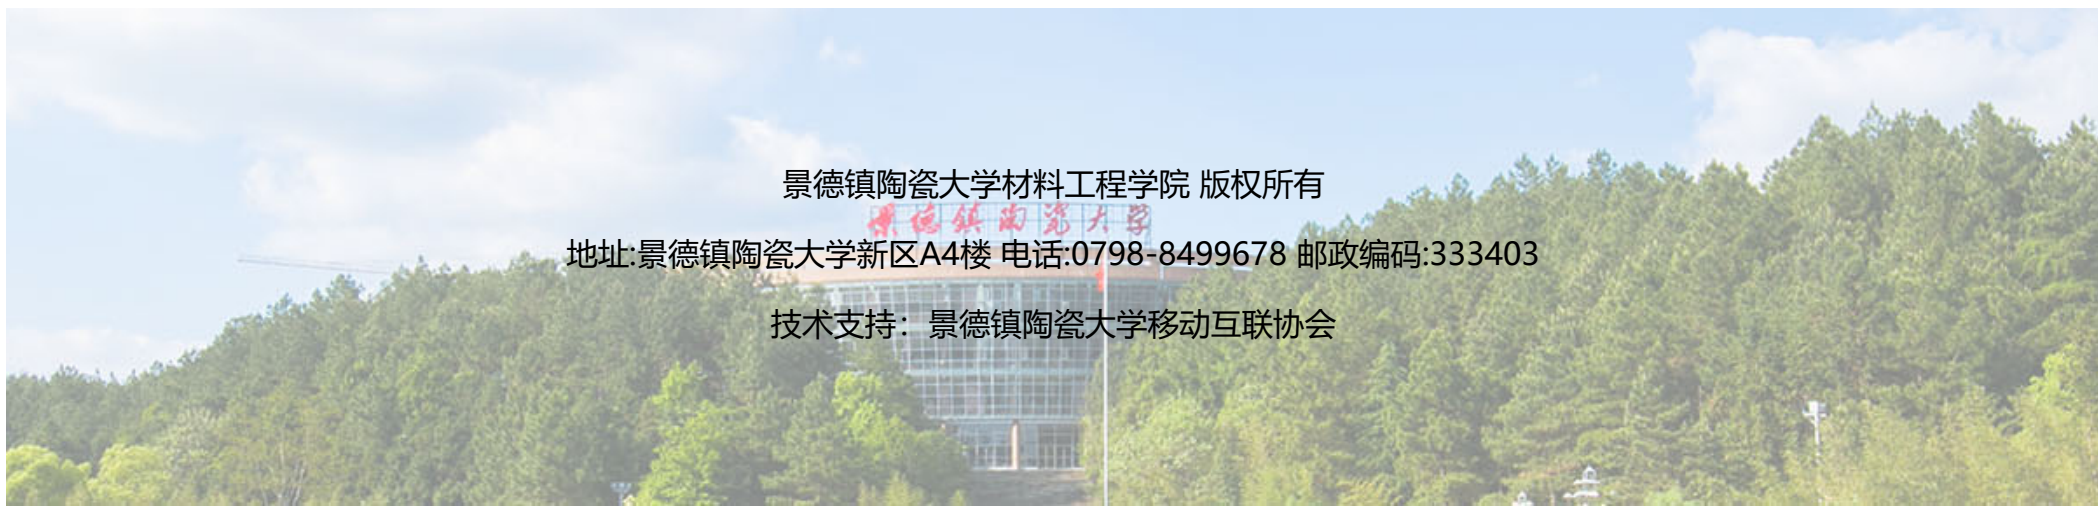 景德镇陶瓷大学材料工程学院 版权所有
景德镇陶瓷大学
地址:景德镇陶瓷大学新区A4楼 电话:0798-8499678 邮政编码:333403
技术支持：景德镇陶瓷大学移动互联协会